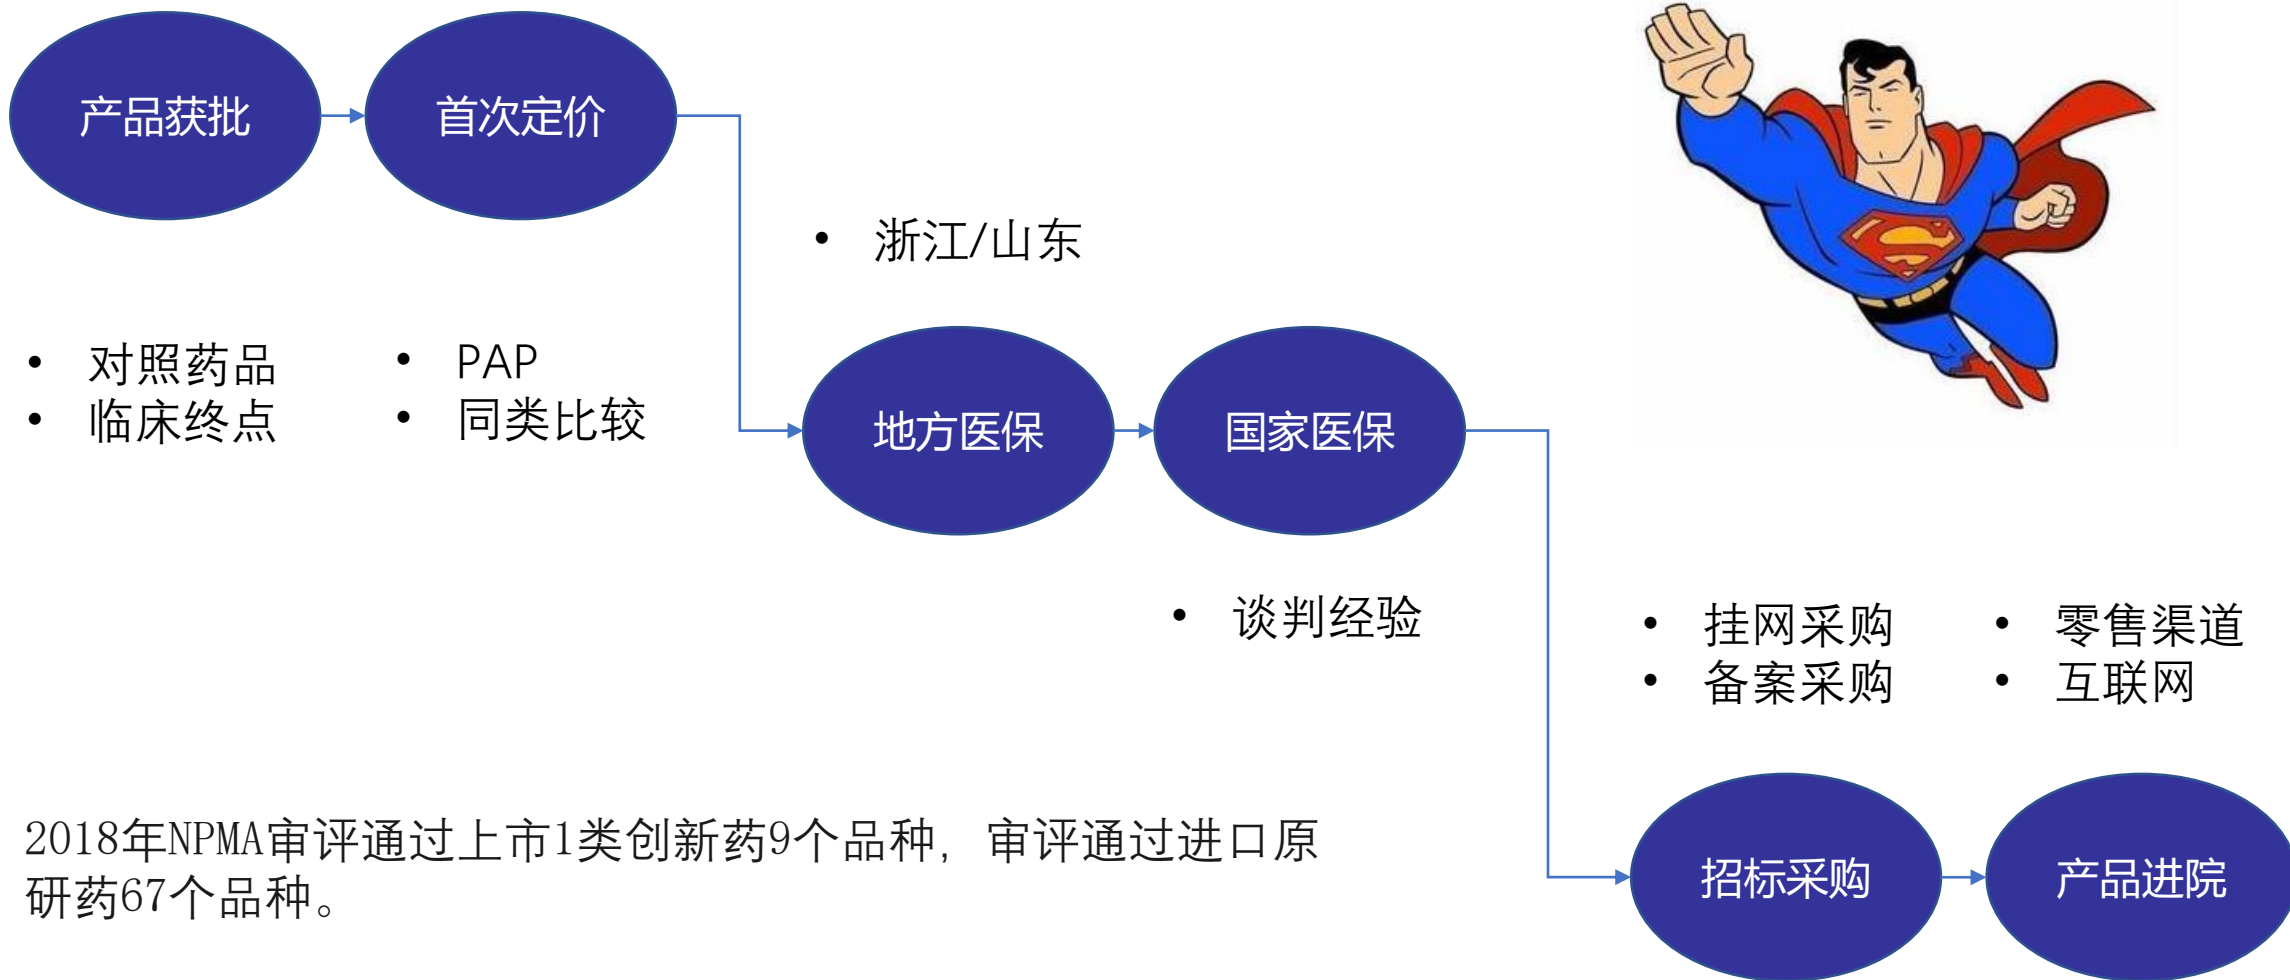 产品获批
首次定价
• 对照药品
• 临床终点
• PAP
• 同类比较
• 浙江/山东
地方医保
国家医保
• 谈判经验
• 挂网采购
• 备案采购
• 零售渠道
• 互联网
招标采购
产品进院
2018年NPMA审评通过上市1类创新药9个品种，审评通过进口原
研药67个品种。
S